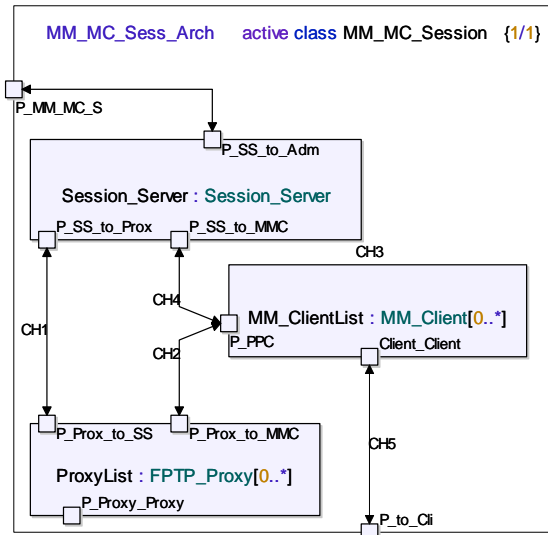 MM_MC_Sess_Arch active class MM_MC_Session {1/1}
P_MM_MC_S
P_SS_to_Adm
Session_Server : Session_Server
P_SS_to_Prox P_SS_to_MMC
CH3
CH4
MM_ClientList : MM_Client[0..*]
CH1
P_PPC
Client_Client
CH2
P_Prox_to_SS P_Prox_to_MMC
CH5
ProxyList : FPTP_Proxy[0..*]
P_Proxy_Proxy
P_to_Cli